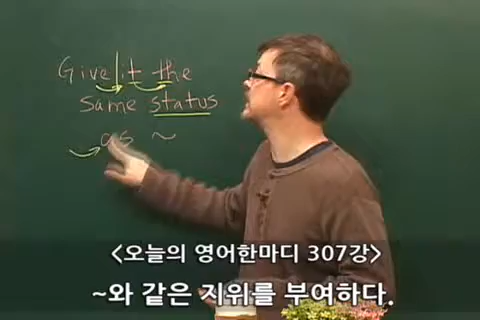 Give it the
same status
as ~
<오늘의 영어한마디 307강>
~와 같은 지위를 부여하다.